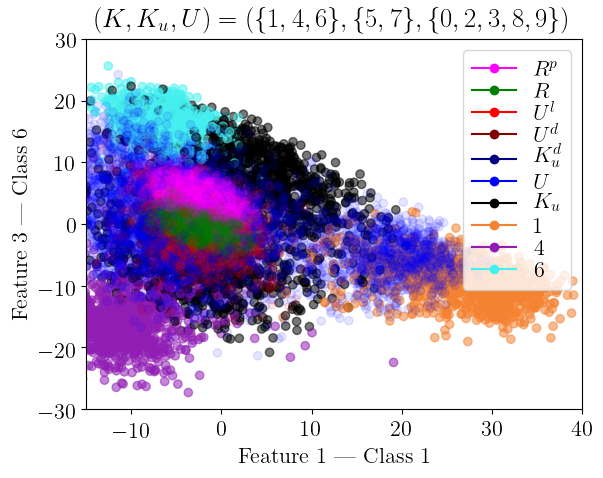 (K, K_u, U) = ({1, 4, 6}, {5, 7}, {0, 2, 3, 8, 9})
30
20
10
0
−10
−20
−30
Feature 3 — Class 6
R^p
R
U^l
U^d
K_u^d
U
K_u
1
4
6
−10
0
10
20
30
40
Feature 1 — Class 1